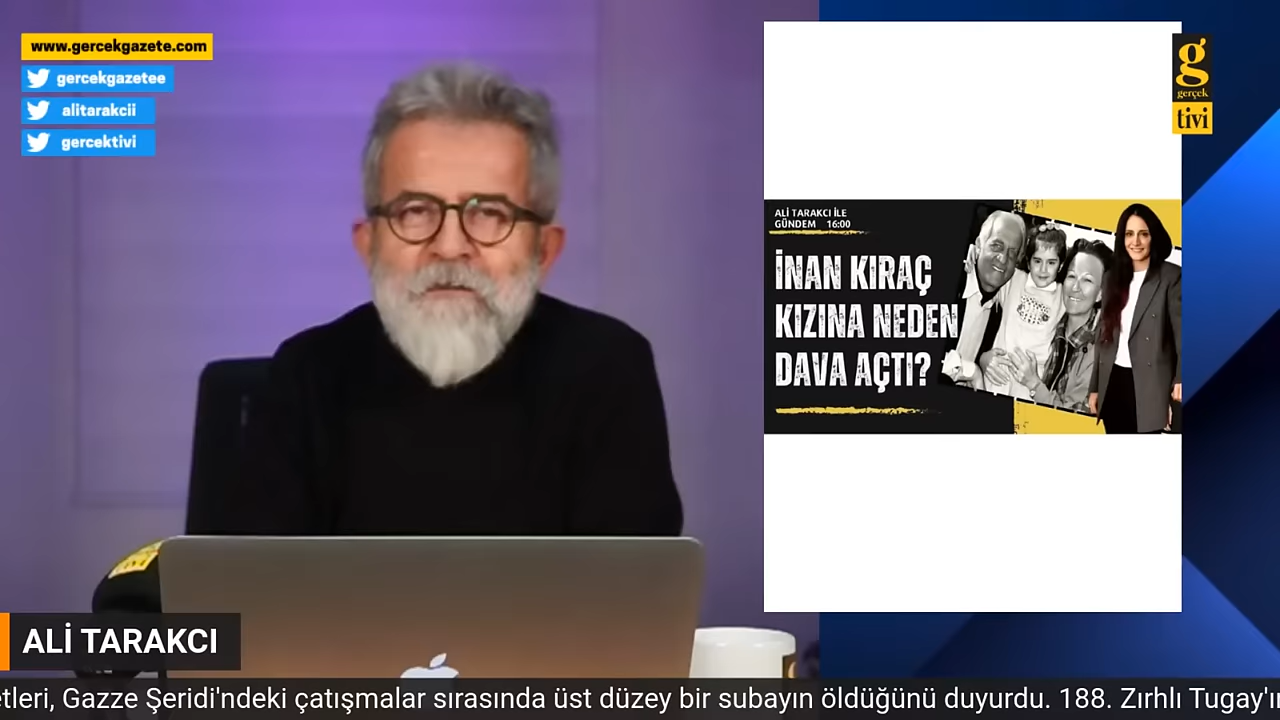 www.gercekgazete.com
gercekgazetee
alitarakcii
gercektivi
g
gerçek
tivi
ALİ TARAKCI İLE
GÜNDEM 16:00
İNAN KIRAÇ
KIZINA NEDEN
DAVA AÇTI?
ALİ TARAKCI
etleri, Gazze Şeridi'ndeki çatışmalar sırasında üst düzey bir subayın öldüğünü duyurdu. 188. Zırhlı Tugay'ı